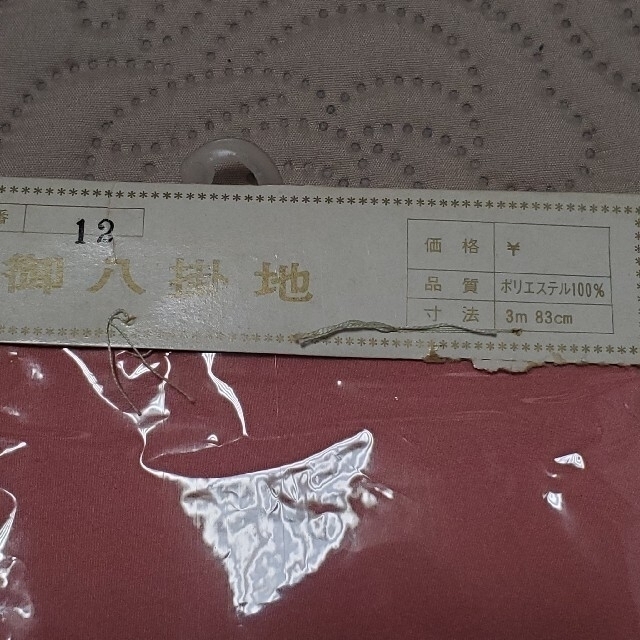 番 12
御八掛地
価格 ¥
品質 ポリエステル100%
寸法 3m 83cm